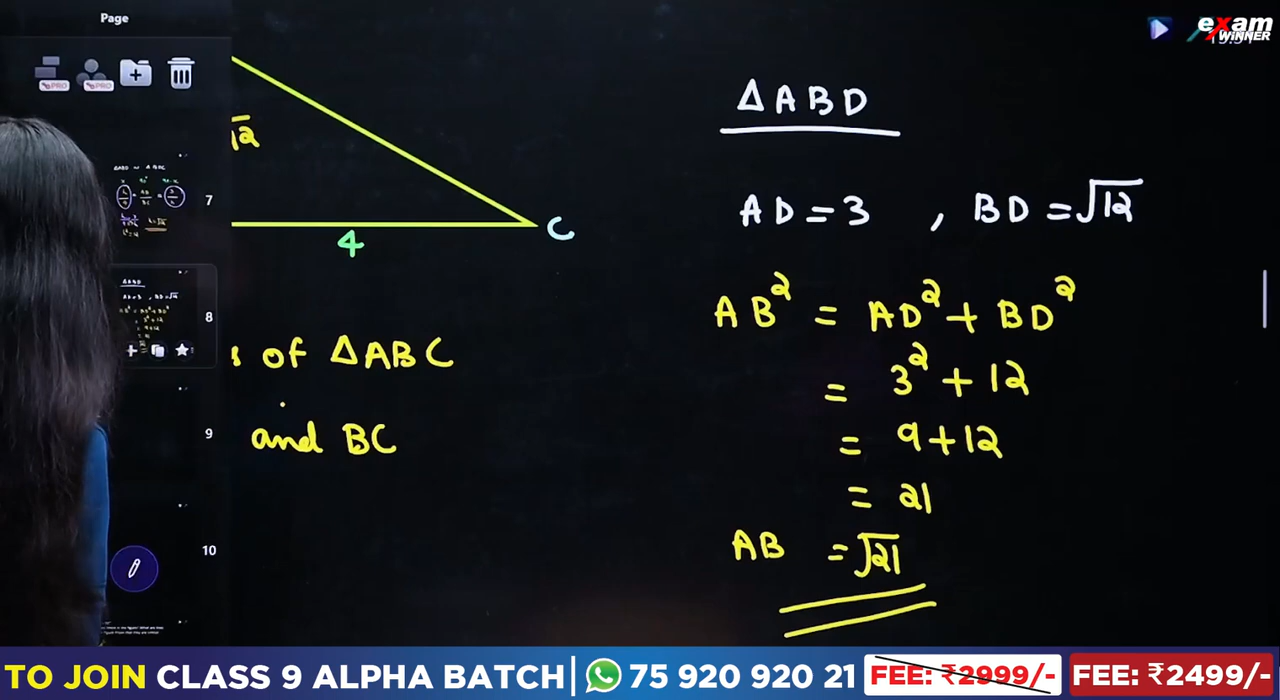 Page
exam
WINNER
PRO PRO
7
8
9
10
√12
4
C
of ΔABC
and BC
ΔABD
AD = 3 , BD = √12
AB² = AD² + BD²
= 3² + 12
= 9 + 12
= 21
AB = √21
TO JOIN CLASS 9 ALPHA BATCH | 75 920 920 21 FEE: ₹2999/- FEE: ₹2499/-